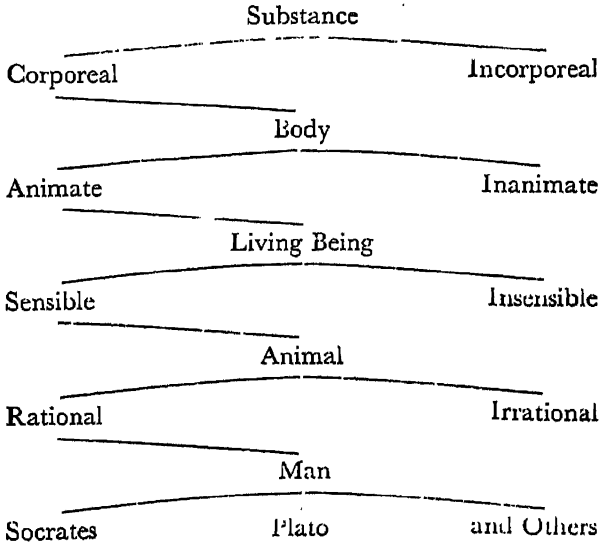 Substance
Corporeal Incorporeal
Body
Animate Inanimate
Living Being
Sensible Insensible
Animal
Rational Irrational
Man
Socrates Plato and Others